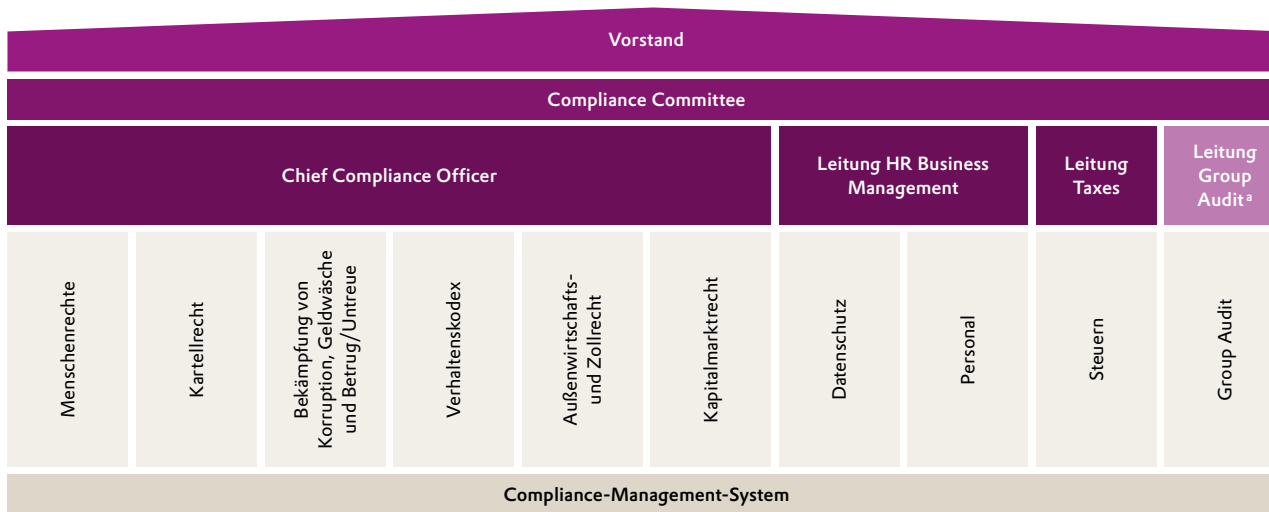 Vorstand
Compliance Committee
Chief Compliance Officer
Leitung HR Business
Management
Leitung
Taxes
Leitung
Group
Audit a
Menschenrechte
Kartellrecht
Bekämpfung von
Korruption, Geldwäsche
und Betrug/Untreue
Verhaltenskodex
Außenwirtschafts-
und Zollrecht
Kapitalmarktrecht
Datenschutz
Personal
Steuern
Group Audit
Compliance-Management-System